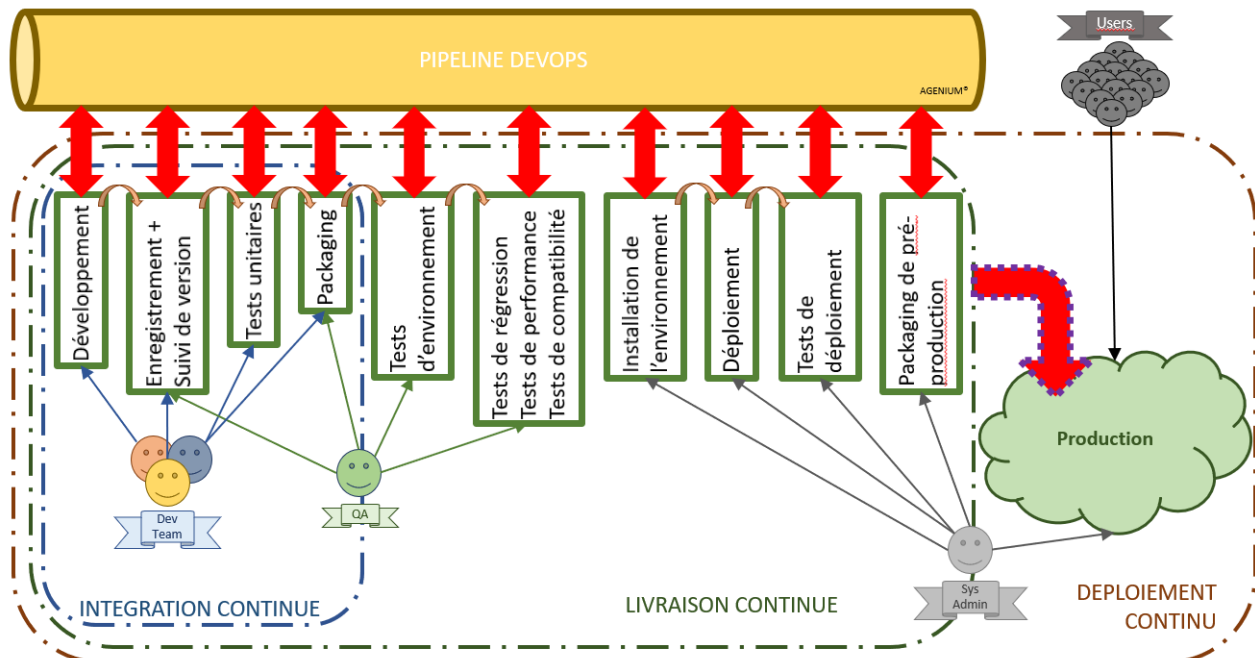 PIPELINE DEVOPS
AGENIUM®
Users
Développement
Enregistrement +
Suivi de version
Tests unitaires
Packaging
Tests
d'environnement
Tests de régression
Tests de performance
Tests de compatibilité
Installation de
l'environnement
Déploiement
Tests de
déploiement
Packaging de pré-
production
Production
Dev
Team
QA
Sys
Admin
INTEGRATION CONTINUE
LIVRAISON CONTINUE
DEPLOIEMENT
CONTINU